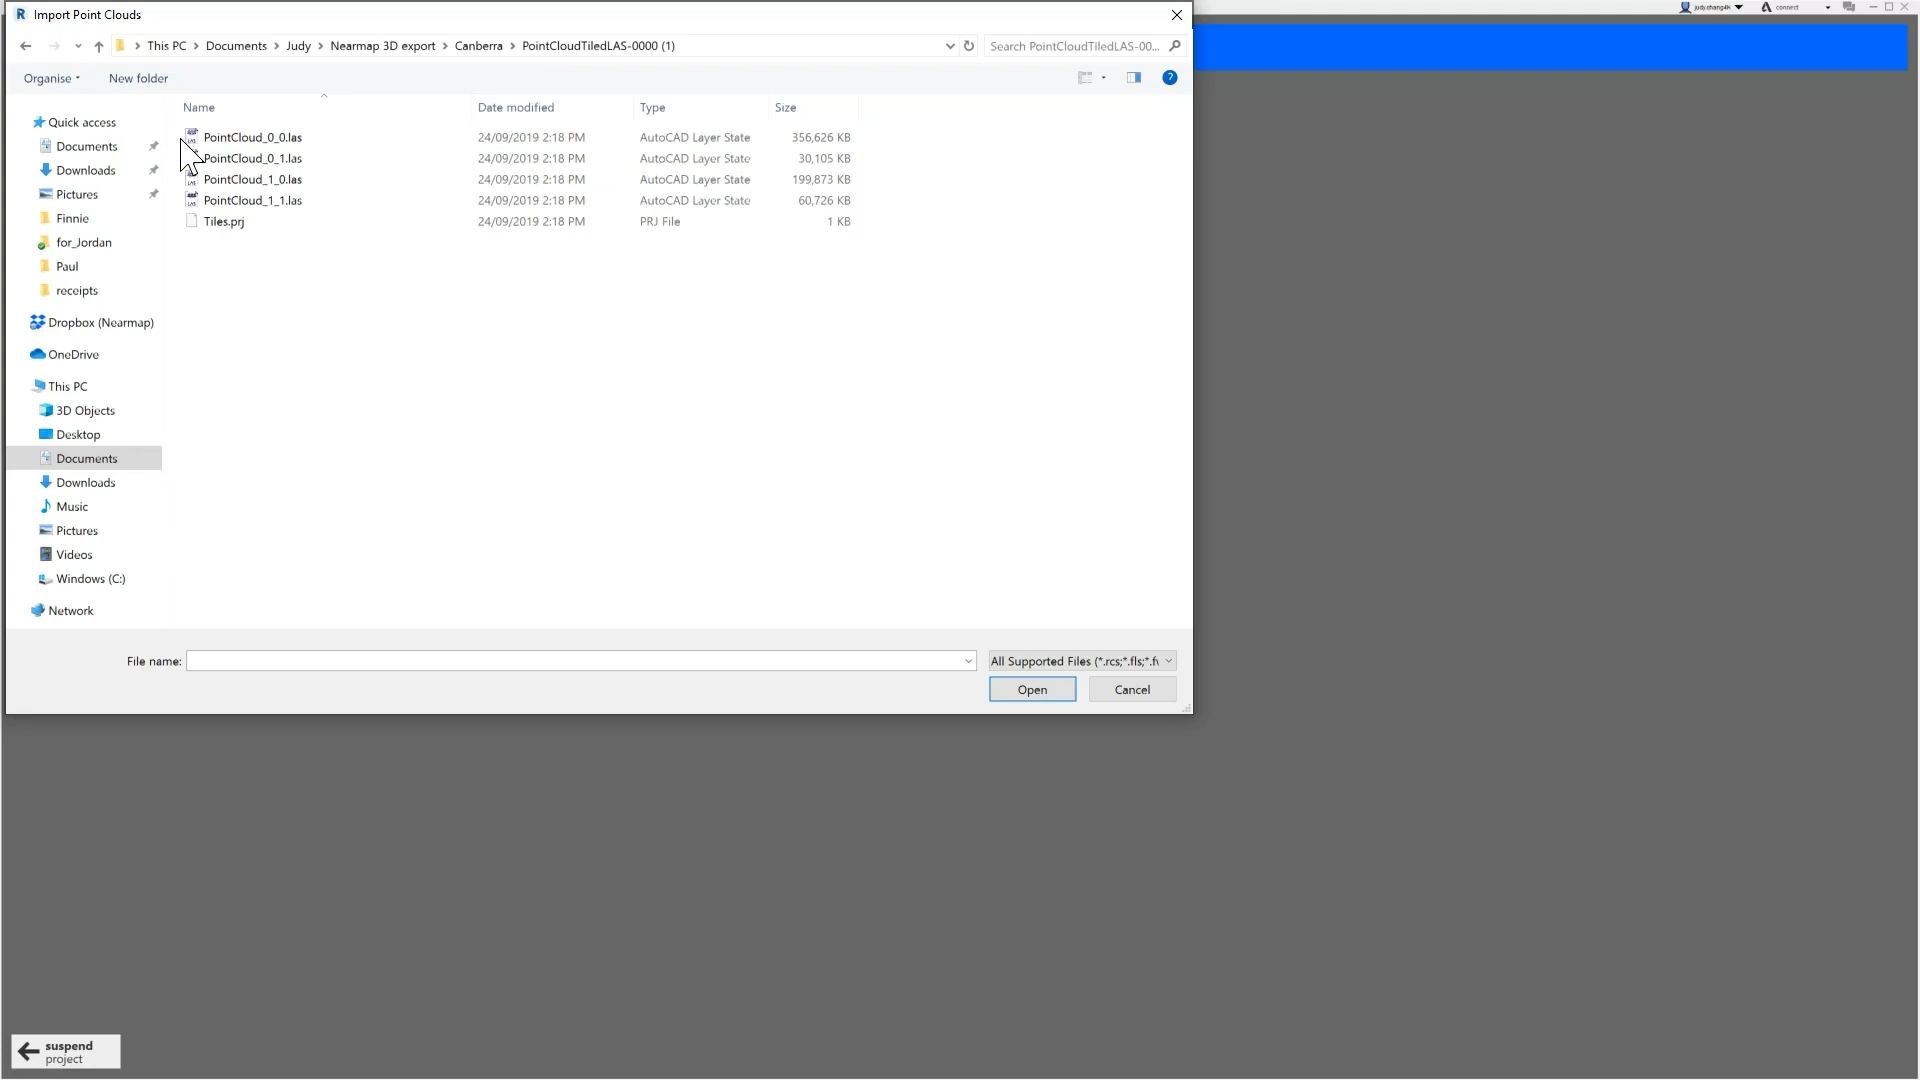 Import Point Clouds
judy.chang4K
connect
This PC > Documents > Judy > Nearmap 3D export > Canberra > PointCloudTiledLAS-0000 (1)
Search PointCloudTiledLAS-00...
Organise
New folder
Name Date modified Type Size
PointCloud_0_0.las 24/09/2019 2:18 PM AutoCAD Layer State 356,626 KB
PointCloud_0_1.las 24/09/2019 2:18 PM AutoCAD Layer State 30,105 KB
PointCloud_1_0.las 24/09/2019 2:18 PM AutoCAD Layer State 199,873 KB
PointCloud_1_1.las 24/09/2019 2:18 PM AutoCAD Layer State 60,726 KB
Tiles.prj 24/09/2019 2:18 PM PRJ File 1 KB
Quick access
Documents
Downloads
Pictures
Finnie
for_Jordan
Paul
receipts
Dropbox (Nearmap)
OneDrive
This PC
3D Objects
Desktop
Documents
Downloads
Music
Pictures
Videos
Windows (C:)
Network
File name:
All Supported Files (*.rcs;*.fls;*.fv
Open
Cancel
suspend
project